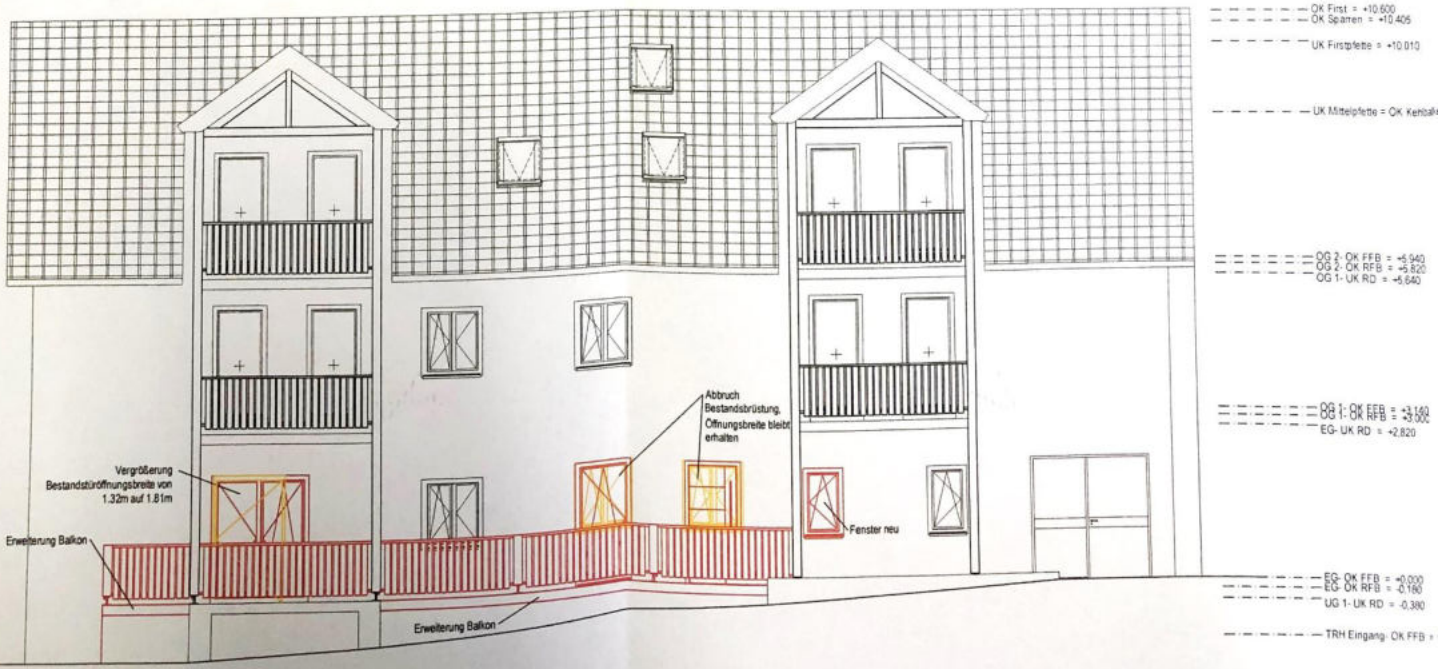 OK First = +10.600
OK Sparren = +10.405
UK Firstpfette = +10.010
UK Mittelpfette = OK
OG 2- OK FFB = +5.940
OG 2- OK RFB = +5.820
OG 1- UK RD = +5.640
OG 1- OK FFB = +3.140
OG 1- OK RFB = +3.000
EG- UK RD = +2.820
Abbruch
Bestandsbrüstung,
Öffnungsbreite bleibt
erhalten
Vergrößerung
Bestandstüröffnungsbreite von
1.32m auf 1.81m
Fenster neu
Erweiterung Balkon
Erweiterung Balkon
EG- OK FFB = +0.000
EG- OK RFB = -0.180
UG 1- UK RD = -0.380
TRH Eingang- OK FFB =